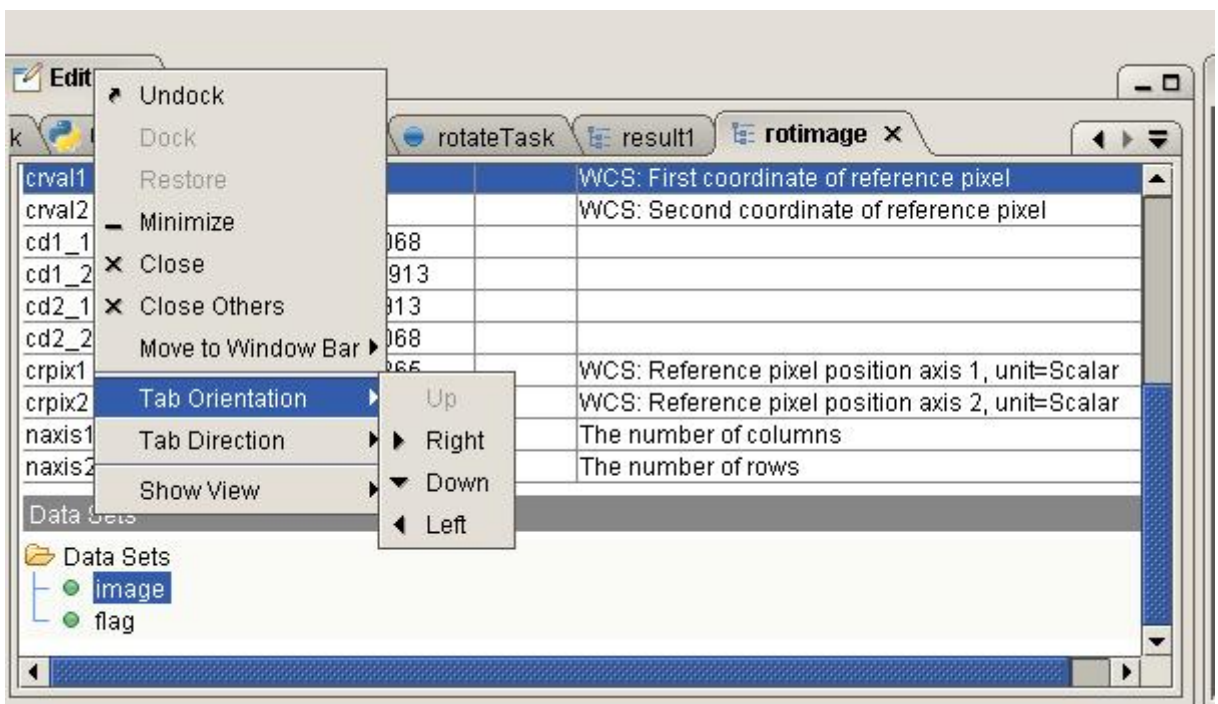 Edit
k rotateTask result1 rotimage
Undock
Dock
Restore
Minimize
Close
Close Others
Move to Window Bar
Tab Orientation
Tab Direction
Show View
Up
Right
Down
Left
crval1 WCS: First coordinate of reference pixel
crval2 WCS: Second coordinate of reference pixel
cd1_1 068
cd1_2 913
cd2_1 913
cd2_2 068
crpix1 WCS: Reference pixel position axis 1, unit=Scalar
crpix2 WCS: Reference pixel position axis 2, unit=Scalar
naxis1 The number of columns
naxis2 The number of rows
Data Sets
Data Sets
image
flag